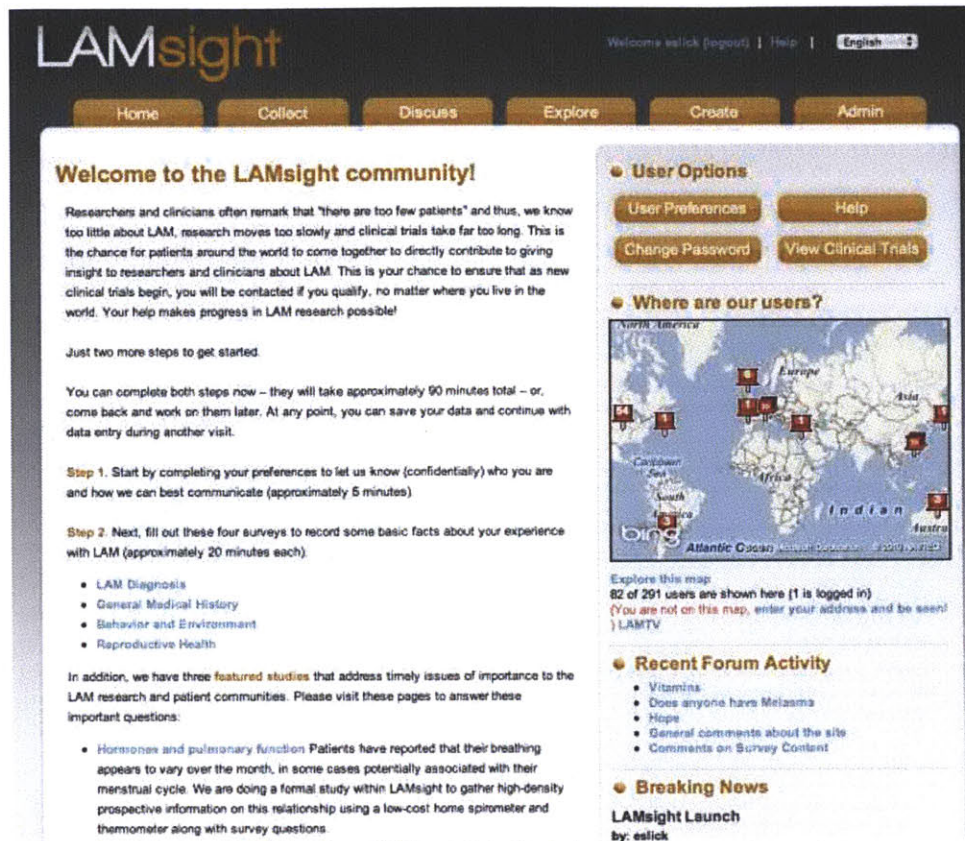 LAMsight
Welcome eslick (logout) | Help | English
Home Collect Discuss Explore Create Admin
Welcome to the LAMsight community!
Researchers and clinicians often remark that "there are too few patients" and thus, we know
too little about LAM, research moves too slowly and clinical trials take far too long. This is
the chance for patients around the world to come together to directly contribute to giving
insight to researchers and clinicians about LAM. This is your chance to ensure that as new
clinical trials begin, you will be contacted if you qualify, no matter where you live in the
world. Your help makes progress in LAM research possible!
Just two more steps to get started.
You can complete both steps now – they will take approximately 90 minutes total – or,
come back and work on them later. At any point, you can save your data and continue with
data entry during another visit.
Step 1. Start by completing your preferences to let us know (confidentially) who you are
and how we can best communicate (approximately 5 minutes)
Step 2. Next, fill out these four surveys to record some basic facts about your experience
with LAM (approximately 20 minutes each).
• LAM Diagnosis
• General Medical History
• Behavior and Environment
• Reproductive Health
In addition, we have three featured studies that address timely issues of importance to the
LAM research and patient communities. Please visit these pages to answer these
important questions:
• Hormones and pulmonary function Patients have reported that their breathing
appears to vary over the month, in some cases potentially associated with their
menstrual cycle. We are doing a formal study within LAMsight to gather high-density
prospective information on this relationship using a low-cost home spirometer and
thermometer along with survey questions.
User Options
User Preferences Help
Change Password View Clinical Trials
Where are our users?
North America
Europe
6
Asia
54 1 1 1 1
Caribbean
Sea
Africa
South
America
Indian
3 3
Austra
bing
Atlantic Ocean
Explore this map
82 of 291 users are shown here (1 is logged in)
(You are not on this map, enter your address and be seen!
) LAMTV
Recent Forum Activity
• Vitamins
• Does anyone have Melasma
• Hope
• General comments about the site
• Comments on Survey Content
Breaking News
LAMsight Launch
by: eslick